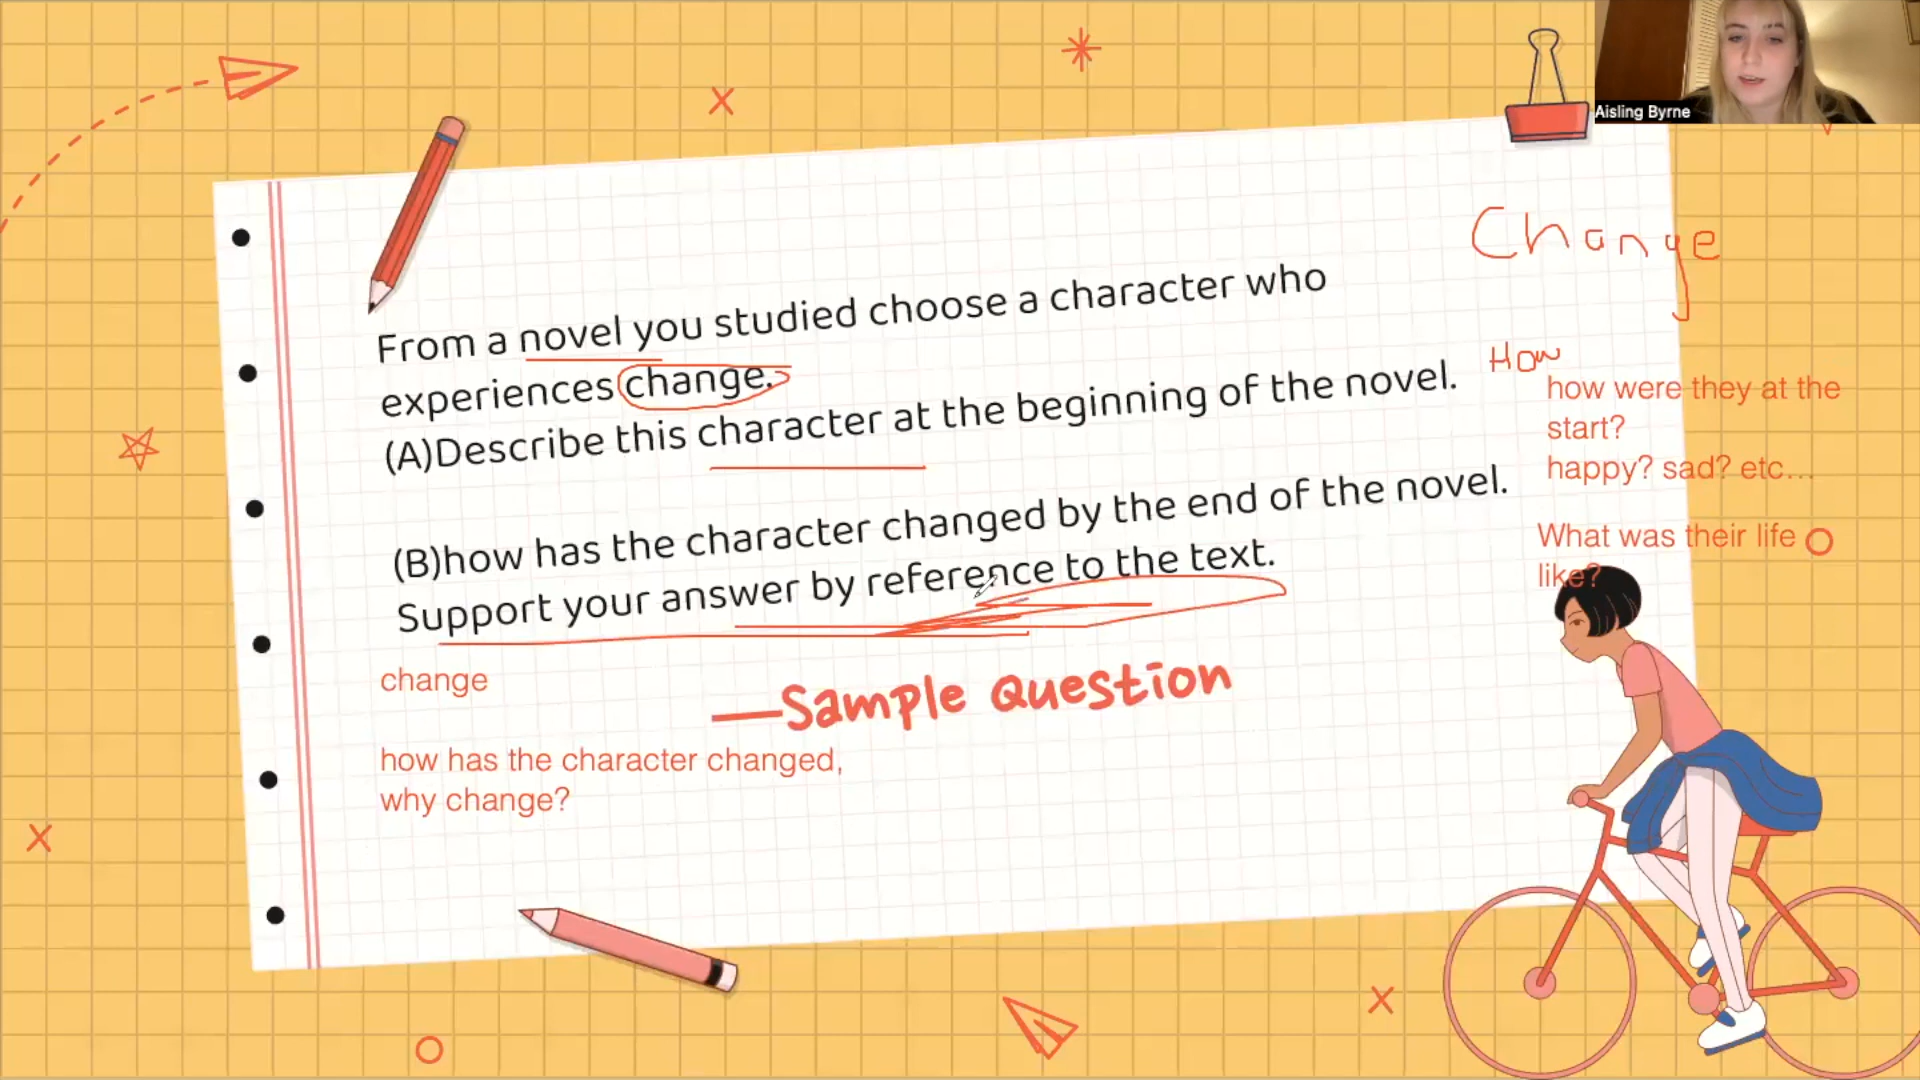 Aisling Byrne
Change
From a novel you studied choose a character who
experiences change.
(A)Describe this character at the beginning of the novel.
How
how were they at the
start?
happy? sad? etc...
(B)how has the character changed by the end of the novel.
Support your answer by reference to the text.
What was their life
like?
change
—Sample Question
how has the character changed,
why change?